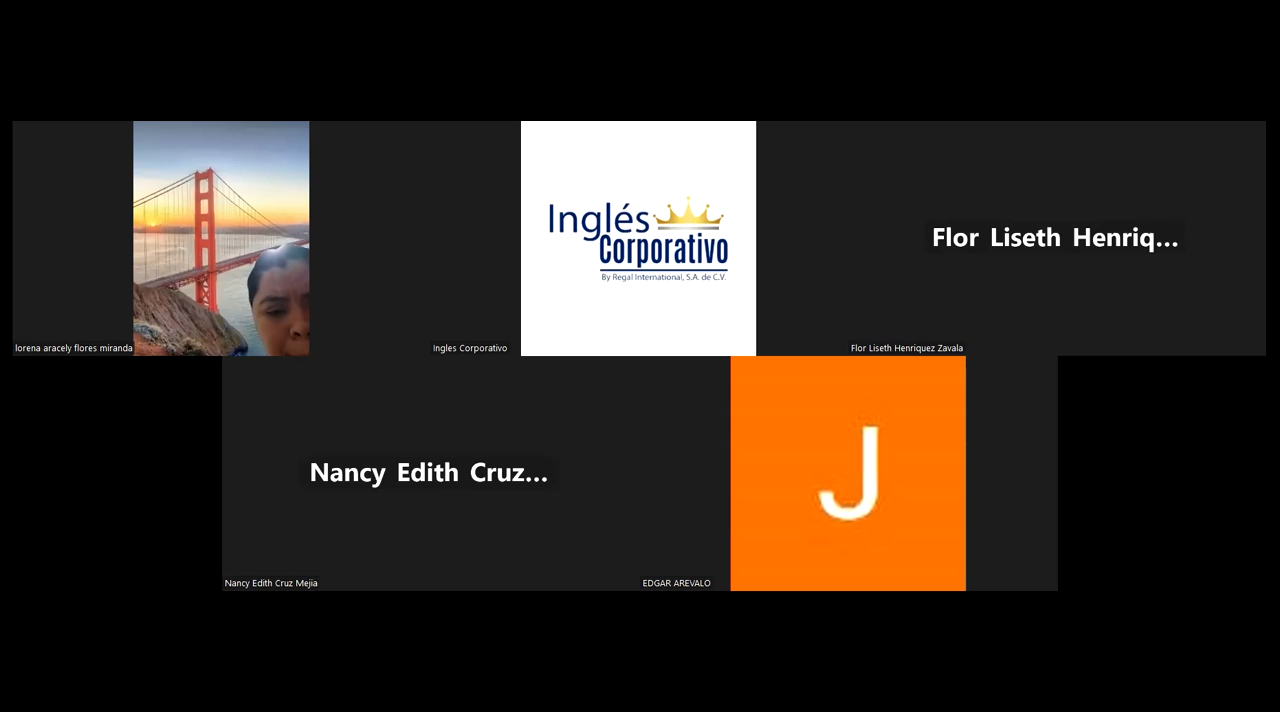 Inglés
Corporativo
By Regal International, S.A. de C.V.
Flor Liseth Henriq...
lorena aracely flores miranda
Ingles Corporativo
Flor Liseth Henriquez Zavala
Nancy Edith Cruz...
J
Nancy Edith Cruz Mejia
EDGAR AREVALO